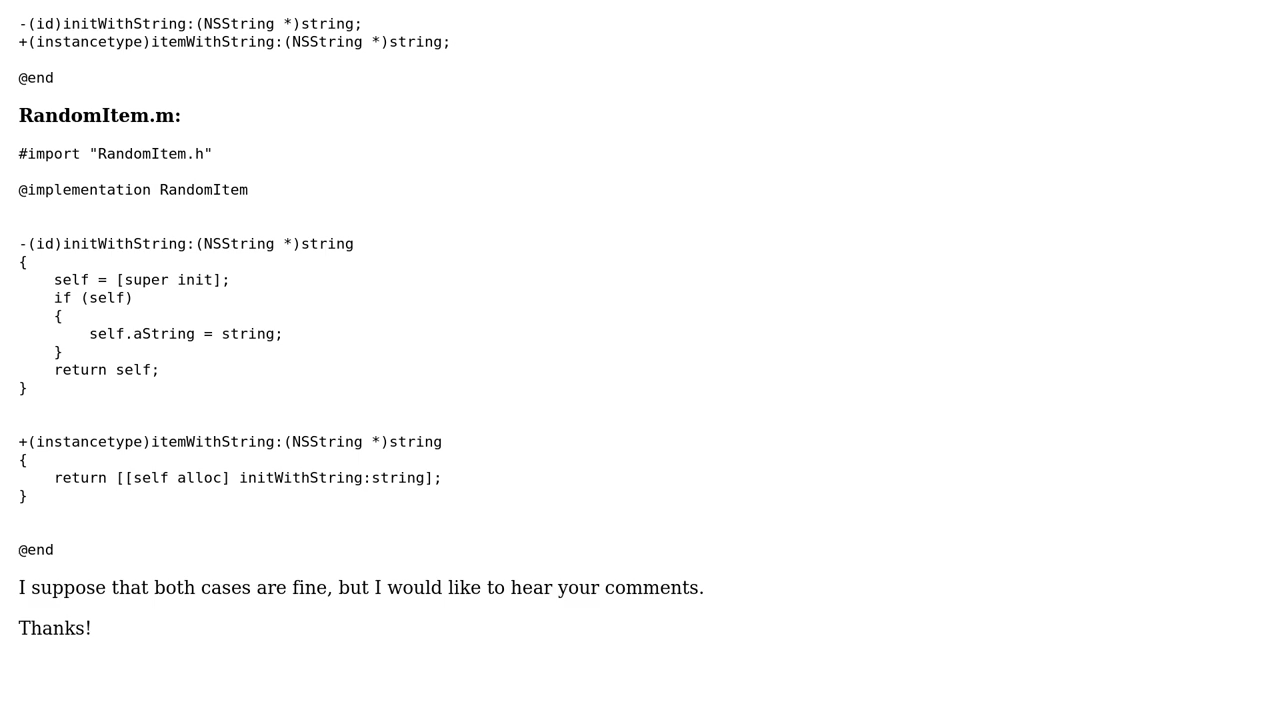 -(id)initWithString:(NSString *)string;
+(instancetype)itemWithString:(NSString *)string;
@end
RandomItem.m:
#import "RandomItem.h"
@implementation RandomItem
-(id)initWithString:(NSString *)string
{
    self = [super init];
    if (self)
    {
        self.aString = string;
    }
    return self;
}
+(instancetype)itemWithString:(NSString *)string
{
    return [[self alloc] initWithString:string];
}
@end
I suppose that both cases are fine, but I would like to hear your comments.
Thanks!